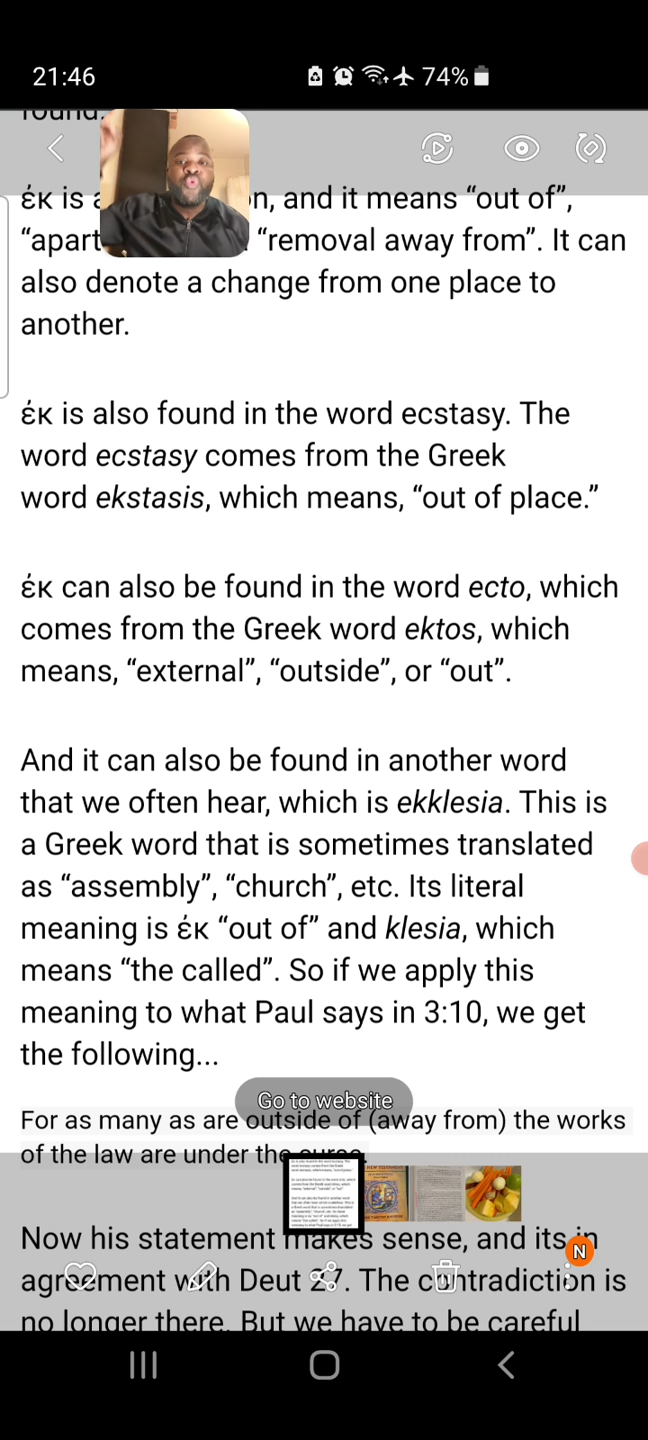 21:46
74%
found.
ἐκ is a n, and it means “out of”,
“apart “removal away from”. It can
also denote a change from one place to
another.
ἐκ is also found in the word ecstasy. The
word ecstasy comes from the Greek
word ekstasis, which means, “out of place.”
ἐκ can also be found in the word ecto, which
comes from the Greek word ektos, which
means, “external”, “outside”, or “out”.
And it can also be found in another word
that we often hear, which is ekklesia. This is
a Greek word that is sometimes translated
as “assembly”, “church”, etc. Its literal
meaning is ἐκ “out of” and klesia, which
means “the called”. So if we apply this
meaning to what Paul says in 3:10, we get
the following...
Go to website
For as many as are outside of (away from) the works
of the law are under the curse.
Now his statement makes sense, and its in
N
agreement with Deut 27. The contradiction is
no longer there. But we have to be careful